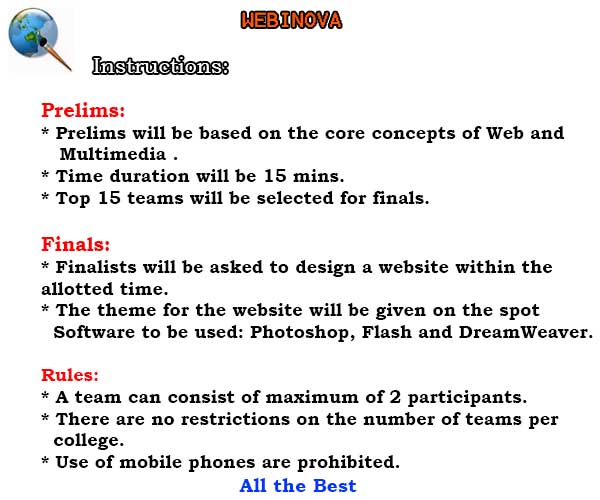 WEBINOVA
Instructions:
Prelims:
* Prelims will be based on the core concepts of Web and
Multimedia .
* Time duration will be 15 mins.
* Top 15 teams will be selected for finals.
Finals:
* Finalists will be asked to design a website within the
allotted time.
* The theme for the website will be given on the spot
Software to be used: Photoshop, Flash and DreamWeaver.
Rules:
* A team can consist of maximum of 2 participants.
* There are no restrictions on the number of teams per
college.
* Use of mobile phones are prohibited.
All the Best